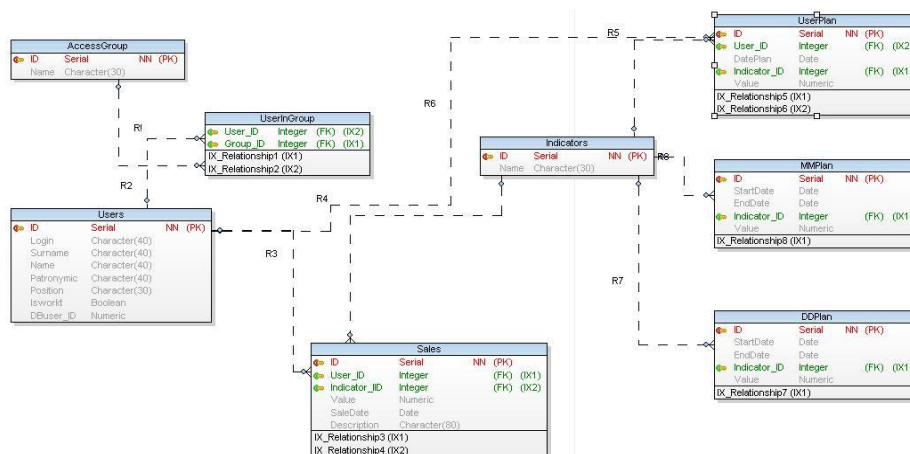 AccessGroup
ID Serial NN (PK)
Name Character(30)
R1
UserInGroup
User_ID Integer (FK) (IX2)
Group_ID Integer (FK) (IX1)
IX_Relationship1 (IX1)
IX_Relationship2 (IX2)
R2
Users
ID Serial NN (PK)
Login Character(40)
Surname Character(40)
Name Character(40)
Patronymic Character(40)
Position Character(30)
Isworkt Boolean
DBuser_ID Numeric
R4
R3
R6
R5
Indicators
ID Serial NN (PK)
Name Character(30)
R8
R7
Sales
ID Serial NN (PK)
User_ID Integer (FK) (IX1)
Indicator_IID Integer (FK) (IX2)
Value Numeric
SaleDate Date
Description Character(80)
IX_Relationship3 (IX1)
IX_Relationship4 (IX2)
UserPlan
ID Serial NN (PK)
User_ID Integer (FK) (IX2
DatePlan Date
Indicator_ID Integer (FK) (IX1
Value Numeric
IX_Relationship5 (IX1)
IX_Relationship6 (IX2)
MMPlan
ID Serial NN (PK)
StartDate Date
EndDate Date
Indicator_ID Integer (FK) (IX1
Value Numeric
IX_Relationship8 (IX1)
DDPlan
ID Serial NN (PK)
StartDate Date
EndDate Date
Indicator_ID Integer (FK) (IX1
Value Numeric
IX_Relationship7 (IX1)